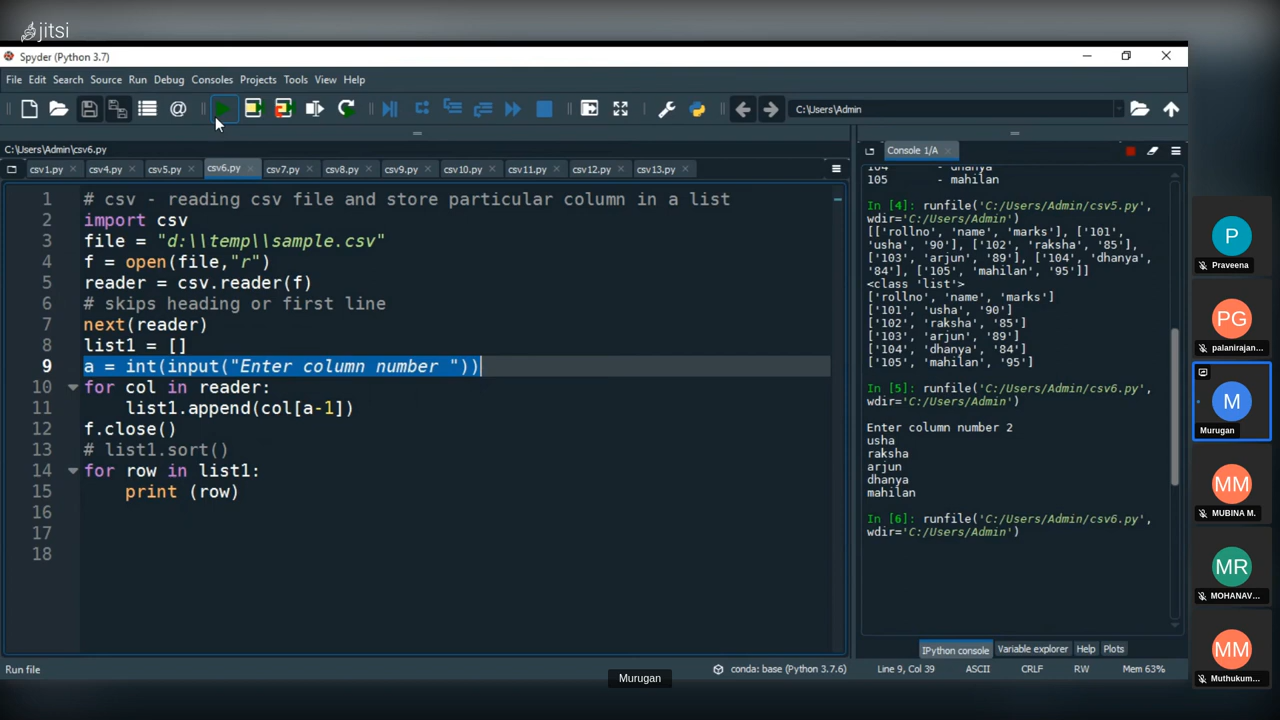 jitsi
Spyder (Python 3.7)
File Edit Search Source Run Debug Consoles Projects Tools View Help
C:\Users\Admin
C:\Users\Admin\csv6.py
csv1.py csv4.py csv5.py csv6.py csv7.py csv8.py csv9.py csv10.py csv11.py csv12.py csv13.py
1 # csv - reading csv file and store particular column in a list
2 import csv
3 file = "d:\\temp\\sample.csv"
4 f = open(file,"r")
5 reader = csv.reader(f)
6 # skips heading or first line
7 next(reader)
8 list1 = []
9 a = int(input("Enter column number "))
10 for col in reader:
11 list1.append(col[a-1])
12 f.close()
13 # list1.sort()
14 for row in list1:
15 print (row)
16
17
18
Console 1/A
104 - dhanya
105 - mahilan
In [4]: runfile('C:/Users/Admin/csv5.py',
wdir='C:/Users/Admin')
[['rollno', 'name', 'marks'], ['101',
'usha', '90'], ['102', 'raksha', '85'],
['103', 'arjun', '89'], ['104', 'dhanya',
'84'], ['105', 'mahilan', '95']]
<class 'list'>
['rollno', 'name', 'marks']
['101', 'usha', '90']
['102', 'raksha', '85']
['103', 'arjun', '89']
['104', 'dhanya', '84']
['105', 'mahilan', '95']
In [5]: runfile('C:/Users/Admin/csv6.py',
wdir='C:/Users/Admin')
Enter column number 2
usha
raksha
arjun
dhanya
mahilan
In [6]: runfile('C:/Users/Admin/csv6.py',
wdir='C:/Users/Admin')
IPython console Variable explorer Help Plots
Run file
conda: base (Python 3.7.6) Line 9, Col 39 ASCII CRLF RW Mem 63%
Murugan
P
Praveena
PG
palanirajan...
M
Murugan
MM
MUBINA M.
MR
MOHANAV...
MM
Muthukum...